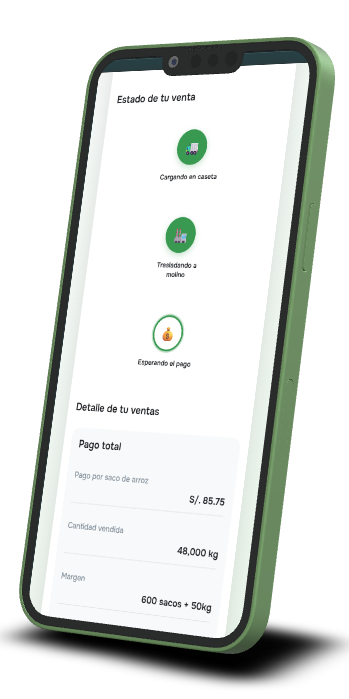 Estado de tu venta
Cargando en caseta
Trasladando a
molino
Esperando el pago
Detalle de tu ventas
Pago total
Pago por saco de arroz
S/. 85.75
Cantidad vendida
48,000 kg
Margen
600 sacos + 50kg